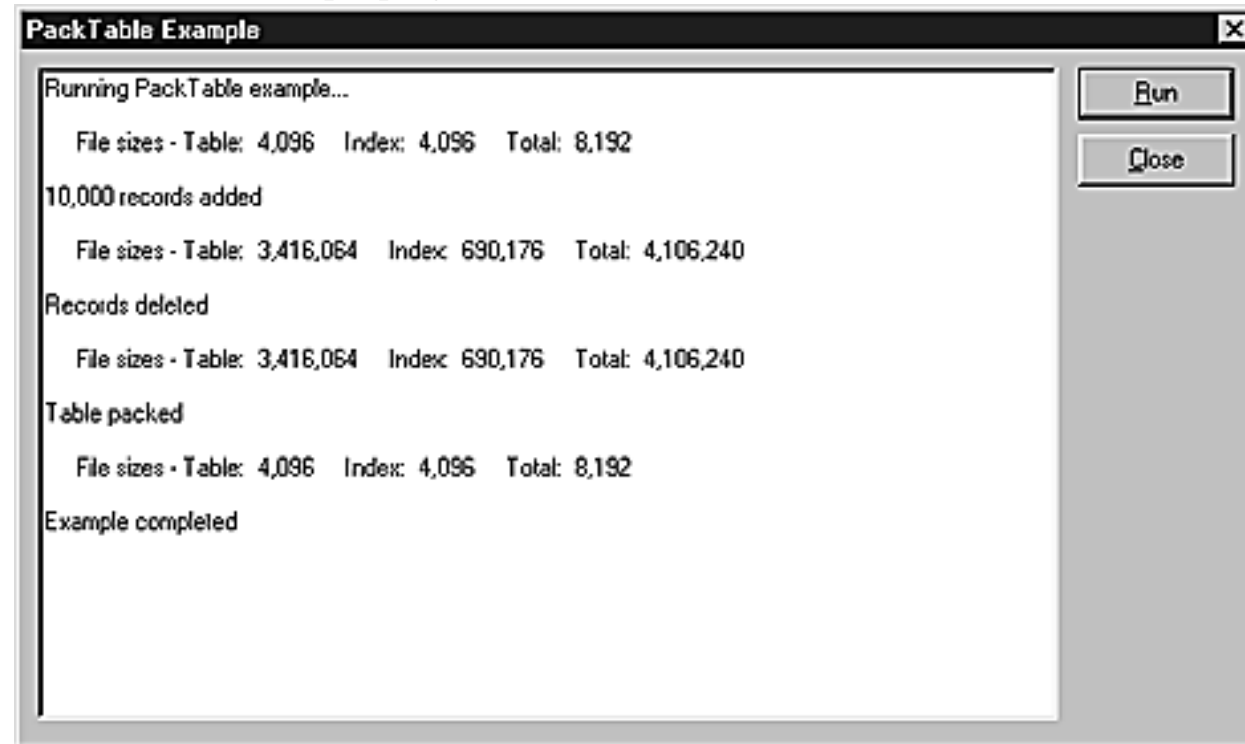 PackTable Example
Running PackTable example...
File sizes - Table: 4,096 Index: 4,096 Total: 8,192
10,000 records added
File sizes - Table: 3,416,064 Index: 690,176 Total: 4,106,240
Records deleted
File sizes - Table: 3,416,064 Index: 690,176 Total: 4,106,240
Table packed
File sizes - Table: 4,096 Index: 4,096 Total: 8,192
Example completed
Run
Close